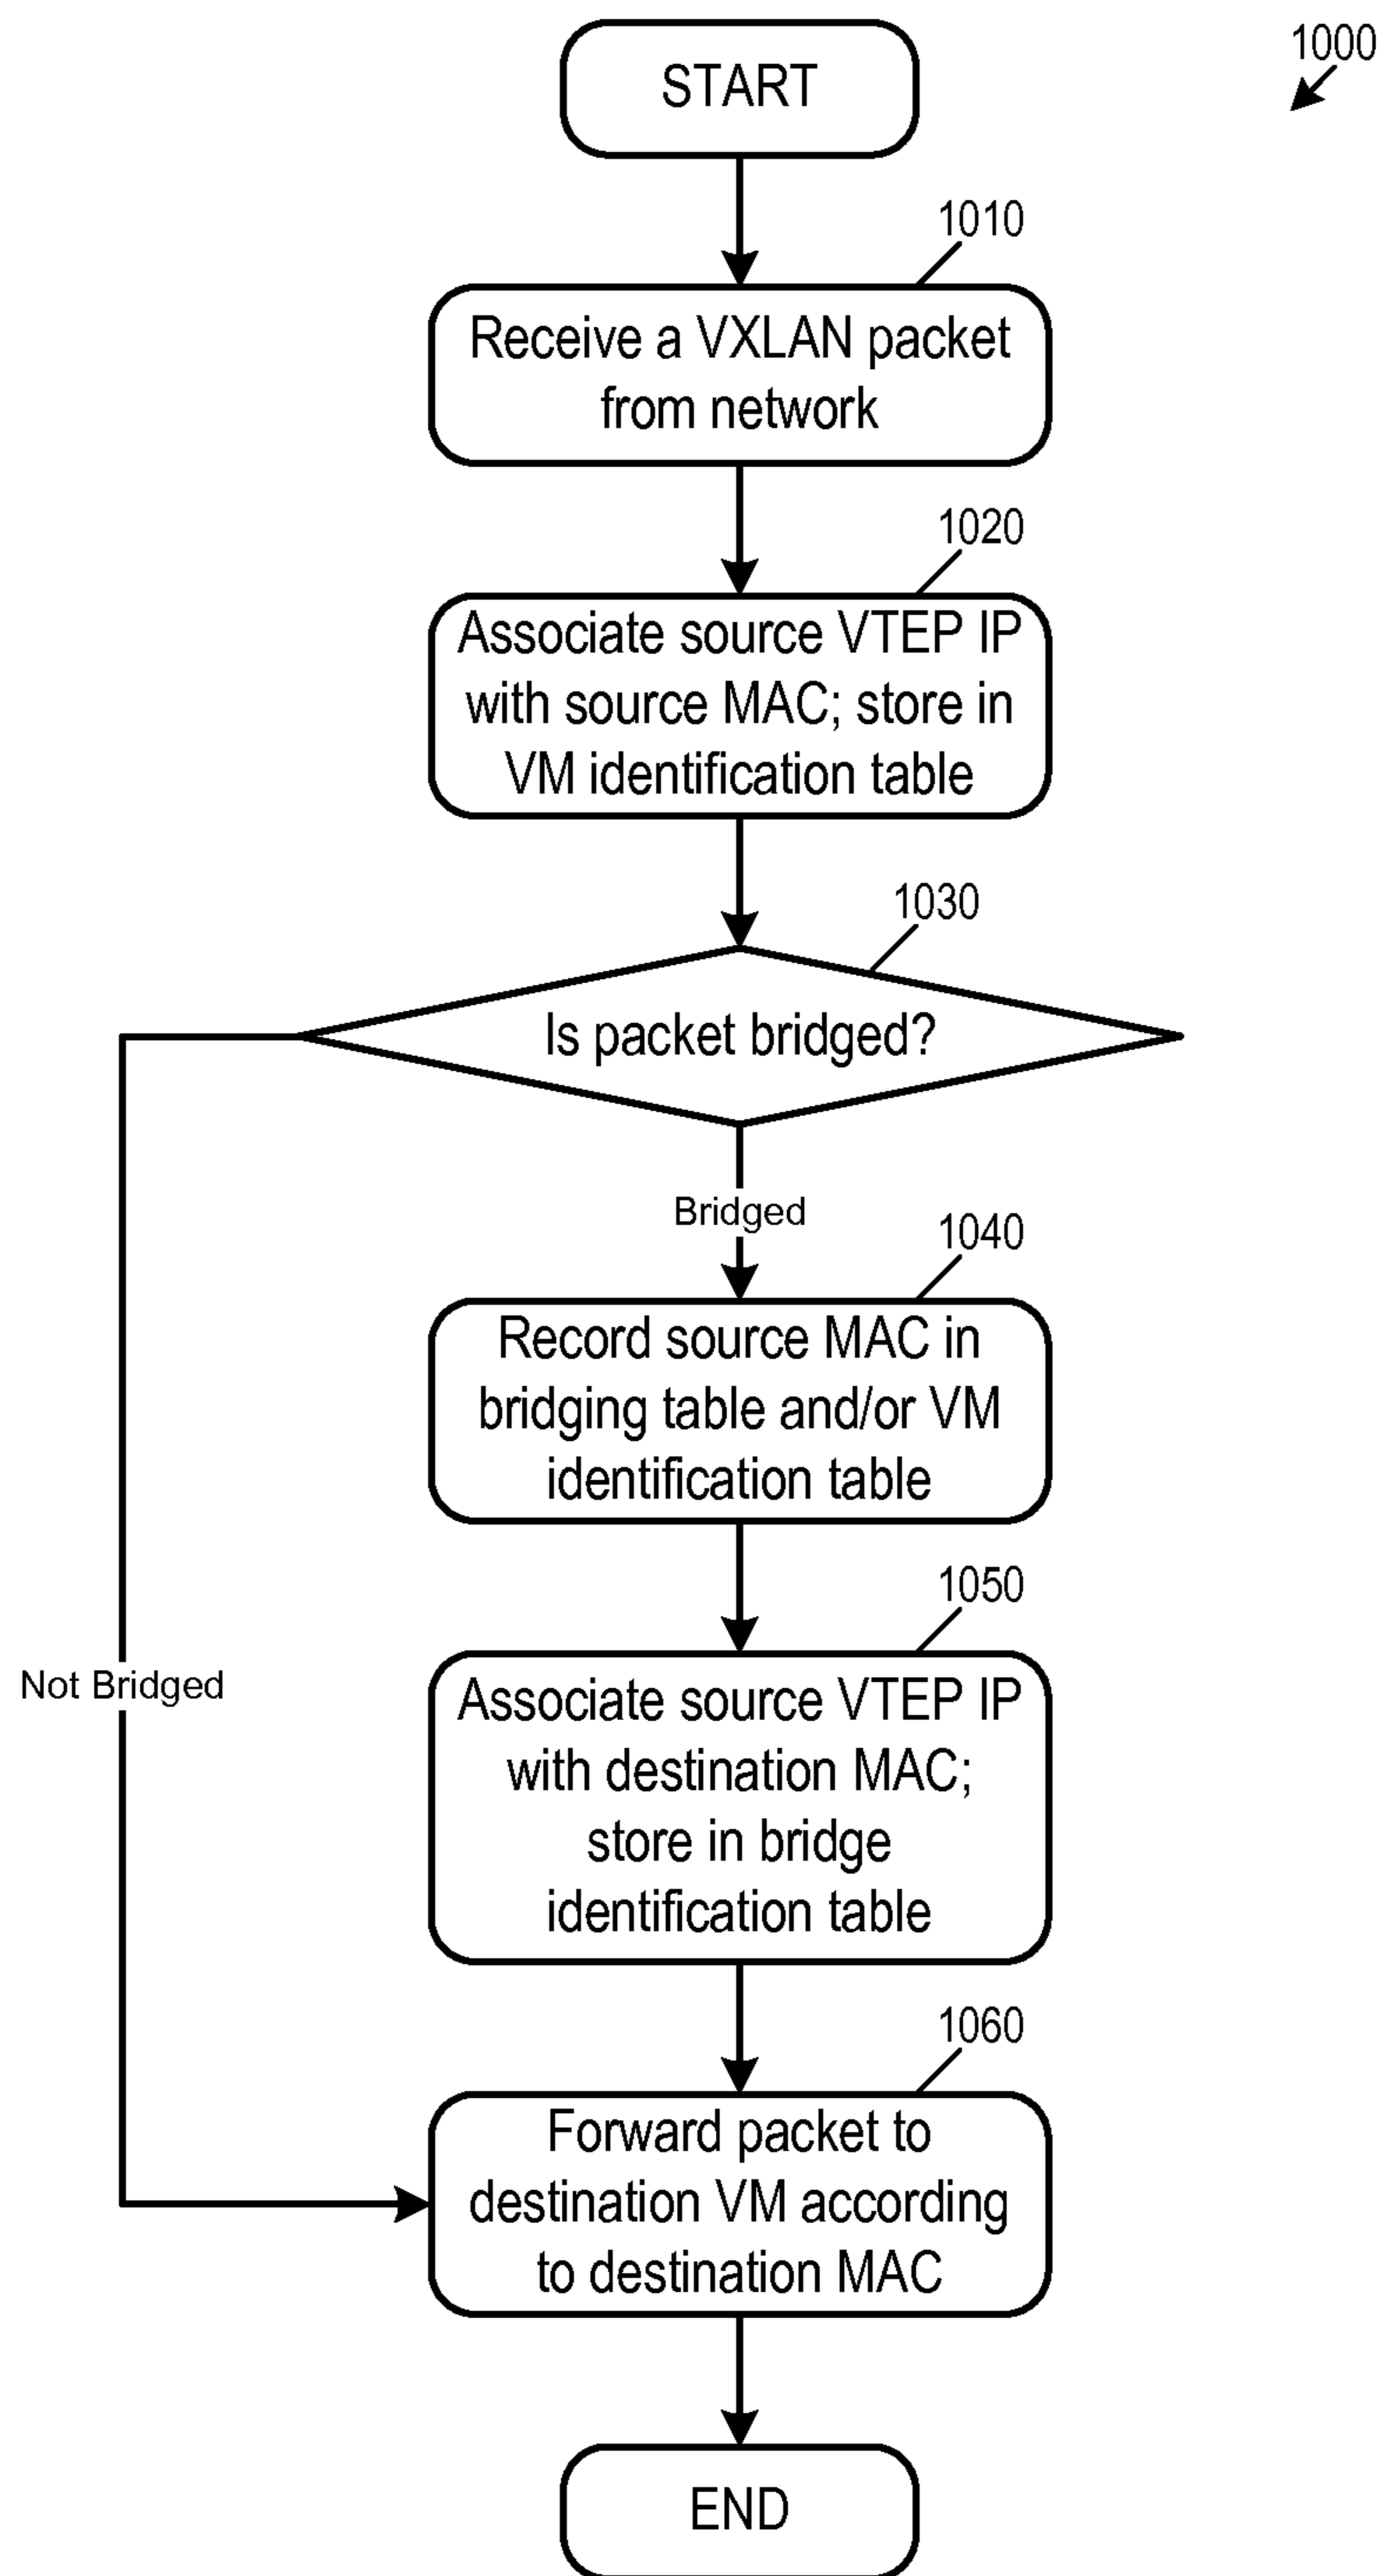 START
1000
1010
Receive a VXLAN packet
from network
1020
Associate source VTEP IP
with source MAC; store in
VM identification table
1030
Is packet bridged?
Bridged
1040
Record source MAC in
bridging table and/or VM
identification table
1050
Not Bridged
Associate source VTEP IP
with destination MAC;
store in bridge
identification table
1060
Forward packet to
destination VM according
to destination MAC
END